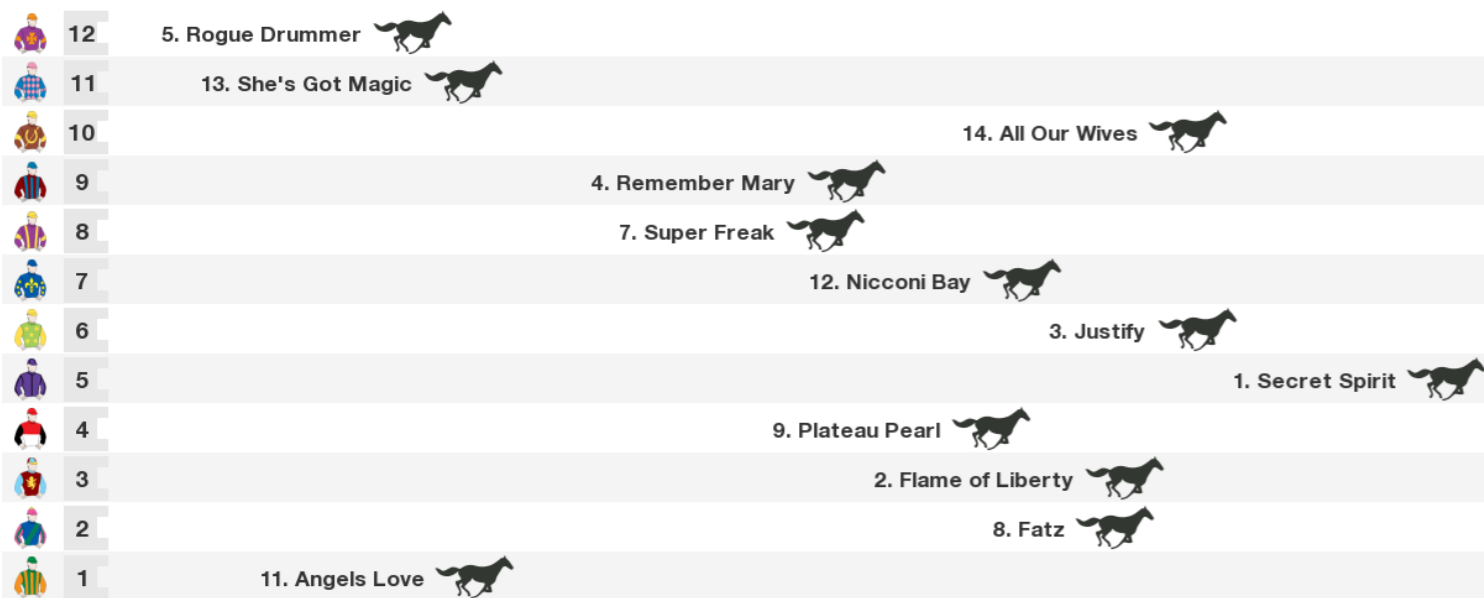 12 5. Rogue Drummer
11 13. She's Got Magic
10 14. All Our Wives
9 4. Remember Mary
8 7. Super Freak
7 12. Nicconi Bay
6 3. Justify
5 1. Secret Spirit
4 9. Plateau Pearl
3 2. Flame of Liberty
2 8. Fatz
1 11. Angels Love